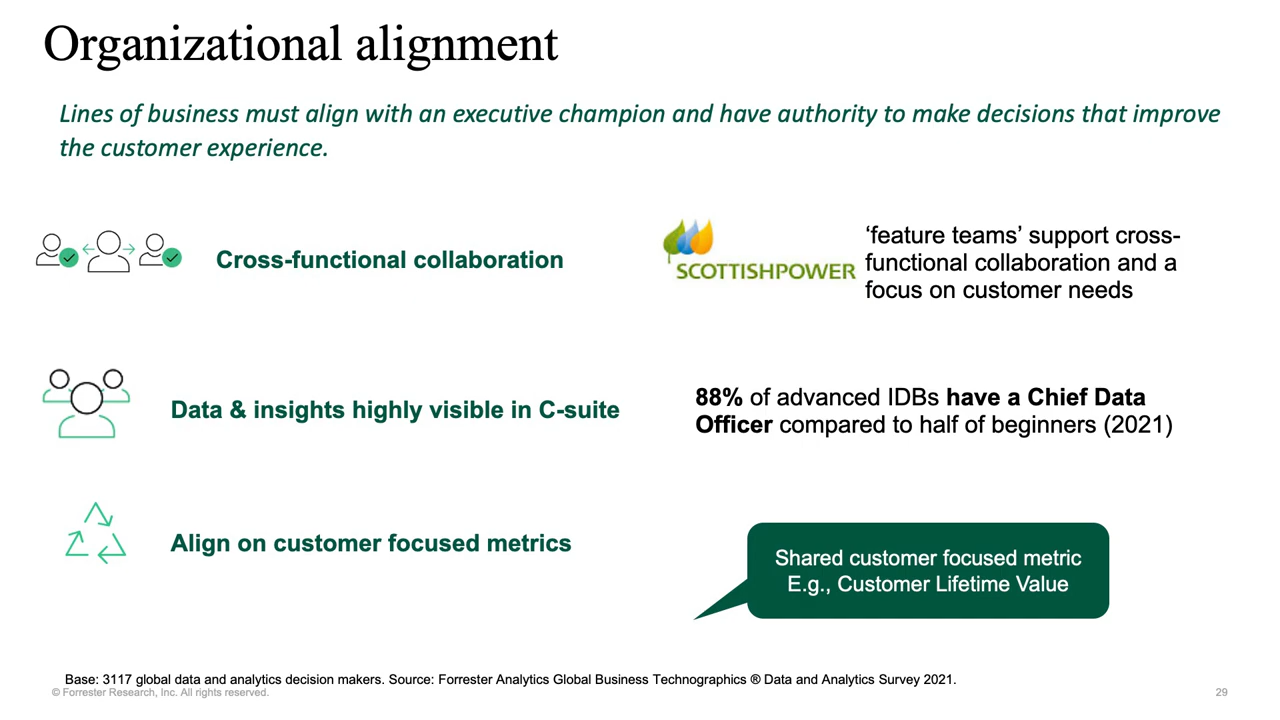 Organizational alignment
Lines of business must align with an executive champion and have authority to make decisions that improve
the customer experience.
Cross-functional collaboration
SCOTTISHPOWER
‘feature teams’ support cross-
functional collaboration and a
focus on customer needs
Data & insights highly visible in C-suite
88% of advanced IDBs have a Chief Data
Officer compared to half of beginners (2021)
Align on customer focused metrics
Shared customer focused metric
E.g., Customer Lifetime Value
Base: 3117 global data and analytics decision makers. Source: Forrester Analytics Global Business Technographics ® Data and Analytics Survey 2021.
© Forrester Research, Inc. All rights reserved.
29